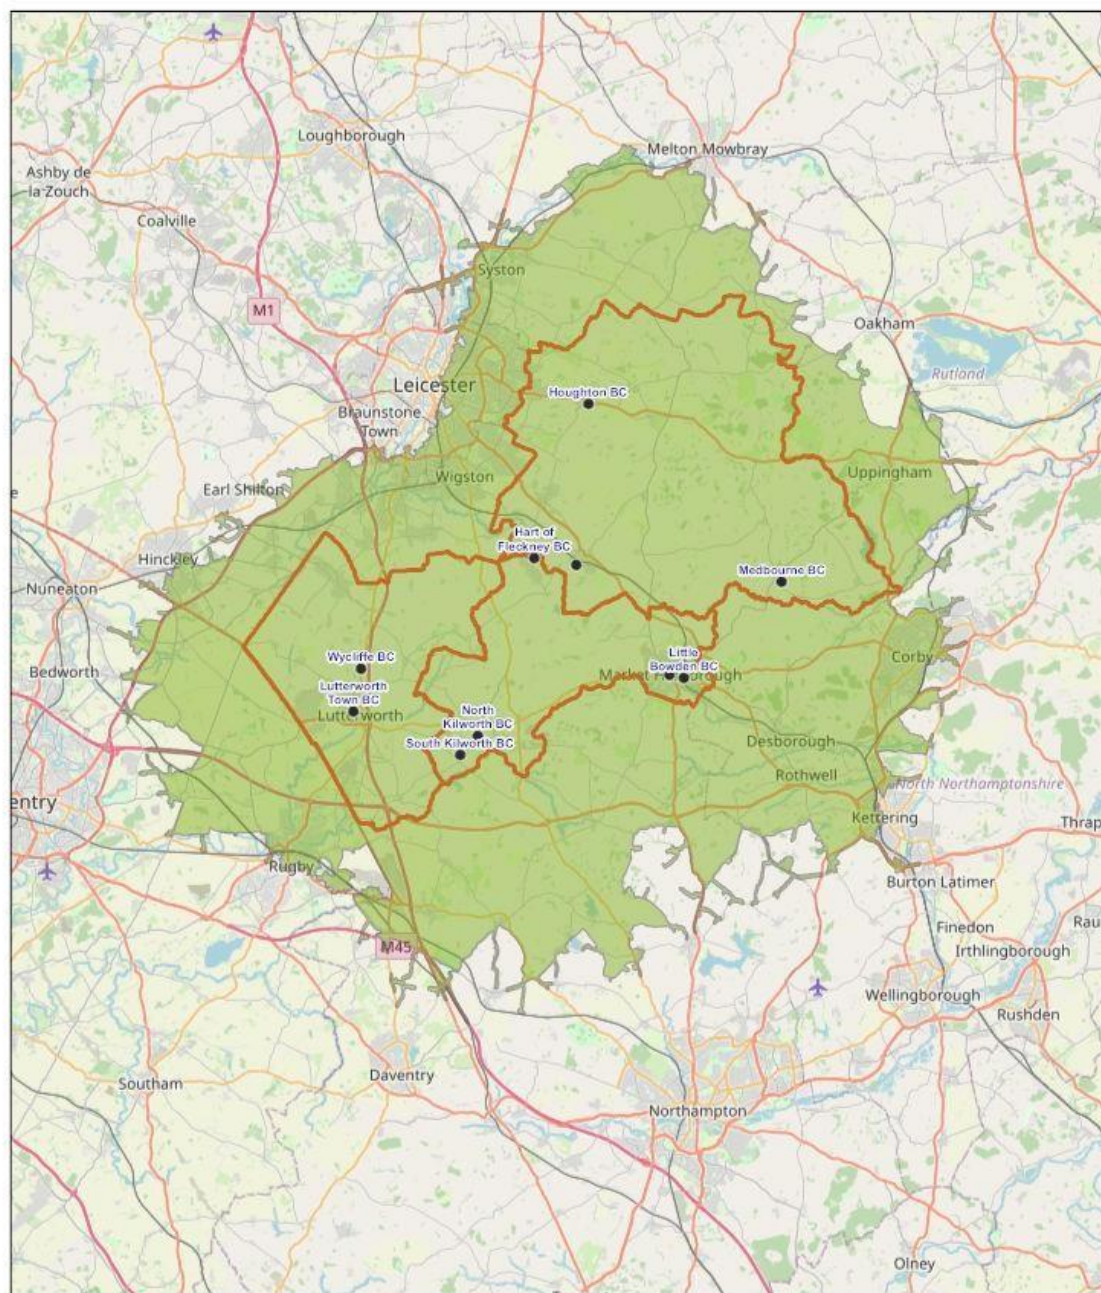 Loughborough
Melton Mowbray
Ashby de
la Zouch
Coalville
Syston
M1
Oakham
Rutland
Leicester
Houghton BC
Braunstone
Town
Wigston
Uppingham
Earl Shilton
Hart of
Fleckney BC
Hinckley
Medbourne BC
Nuneaton
Wycliffe BC
Little
Bowden BC
Corby
Bedworth
Lutterworth
Town BC
Lutterworth
North
Kilworth BC
South Kilworth BC
Desborough
Rothwell
North Northamptonshire
entry
Kettering
Thrap
Rugby
Burton Latimer
Finedon
Rau
M45
Irthlingborough
Wellingborough
Rushden
Daventry
Southam
Northampton
Olney